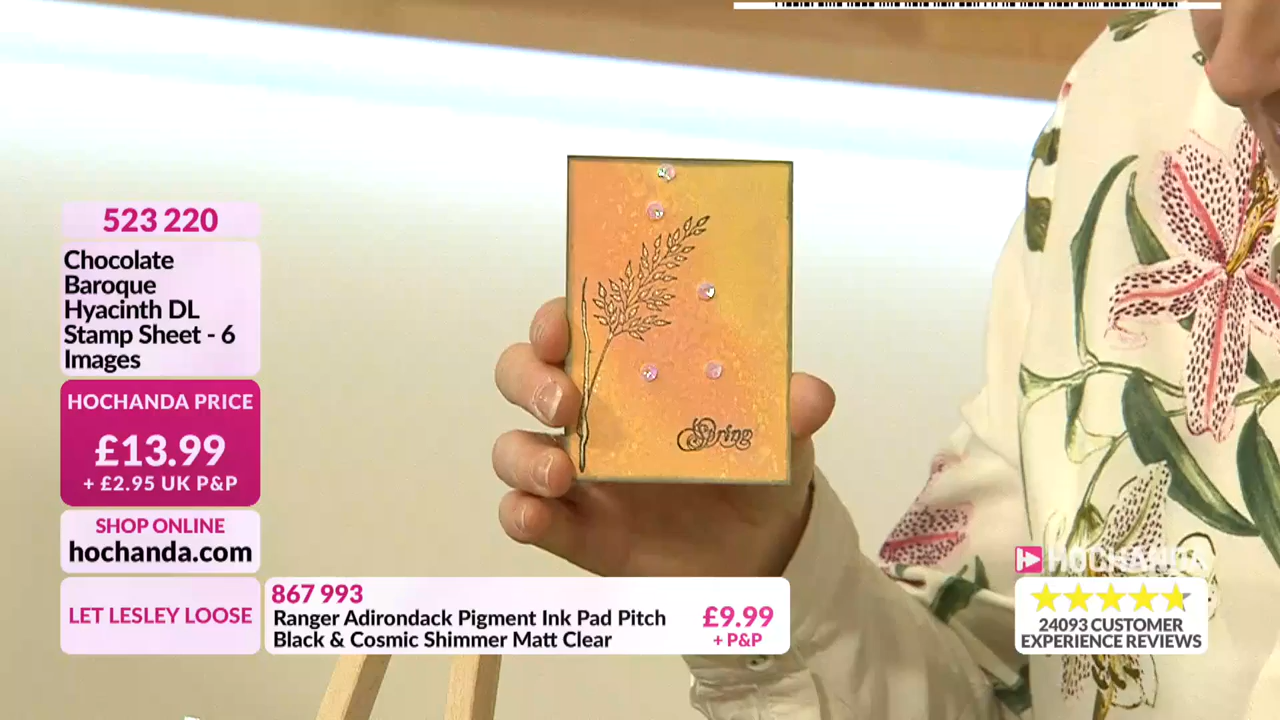 523 220
Chocolate
Baroque
Hyacinth DL
Stamp Sheet - 6
Images
HOCHANDA PRICE
£13.99
+ £2.95 UK P&P
SHOP ONLINE
hochanda.com
LET LESLEY LOOSE
867 993
Ranger Adirondack Pigment Ink Pad Pitch
Black & Cosmic Shimmer Matt Clear
£9.99
+ P&P
Spring
HOCHANDA
24093 CUSTOMER
EXPERIENCE REVIEWS